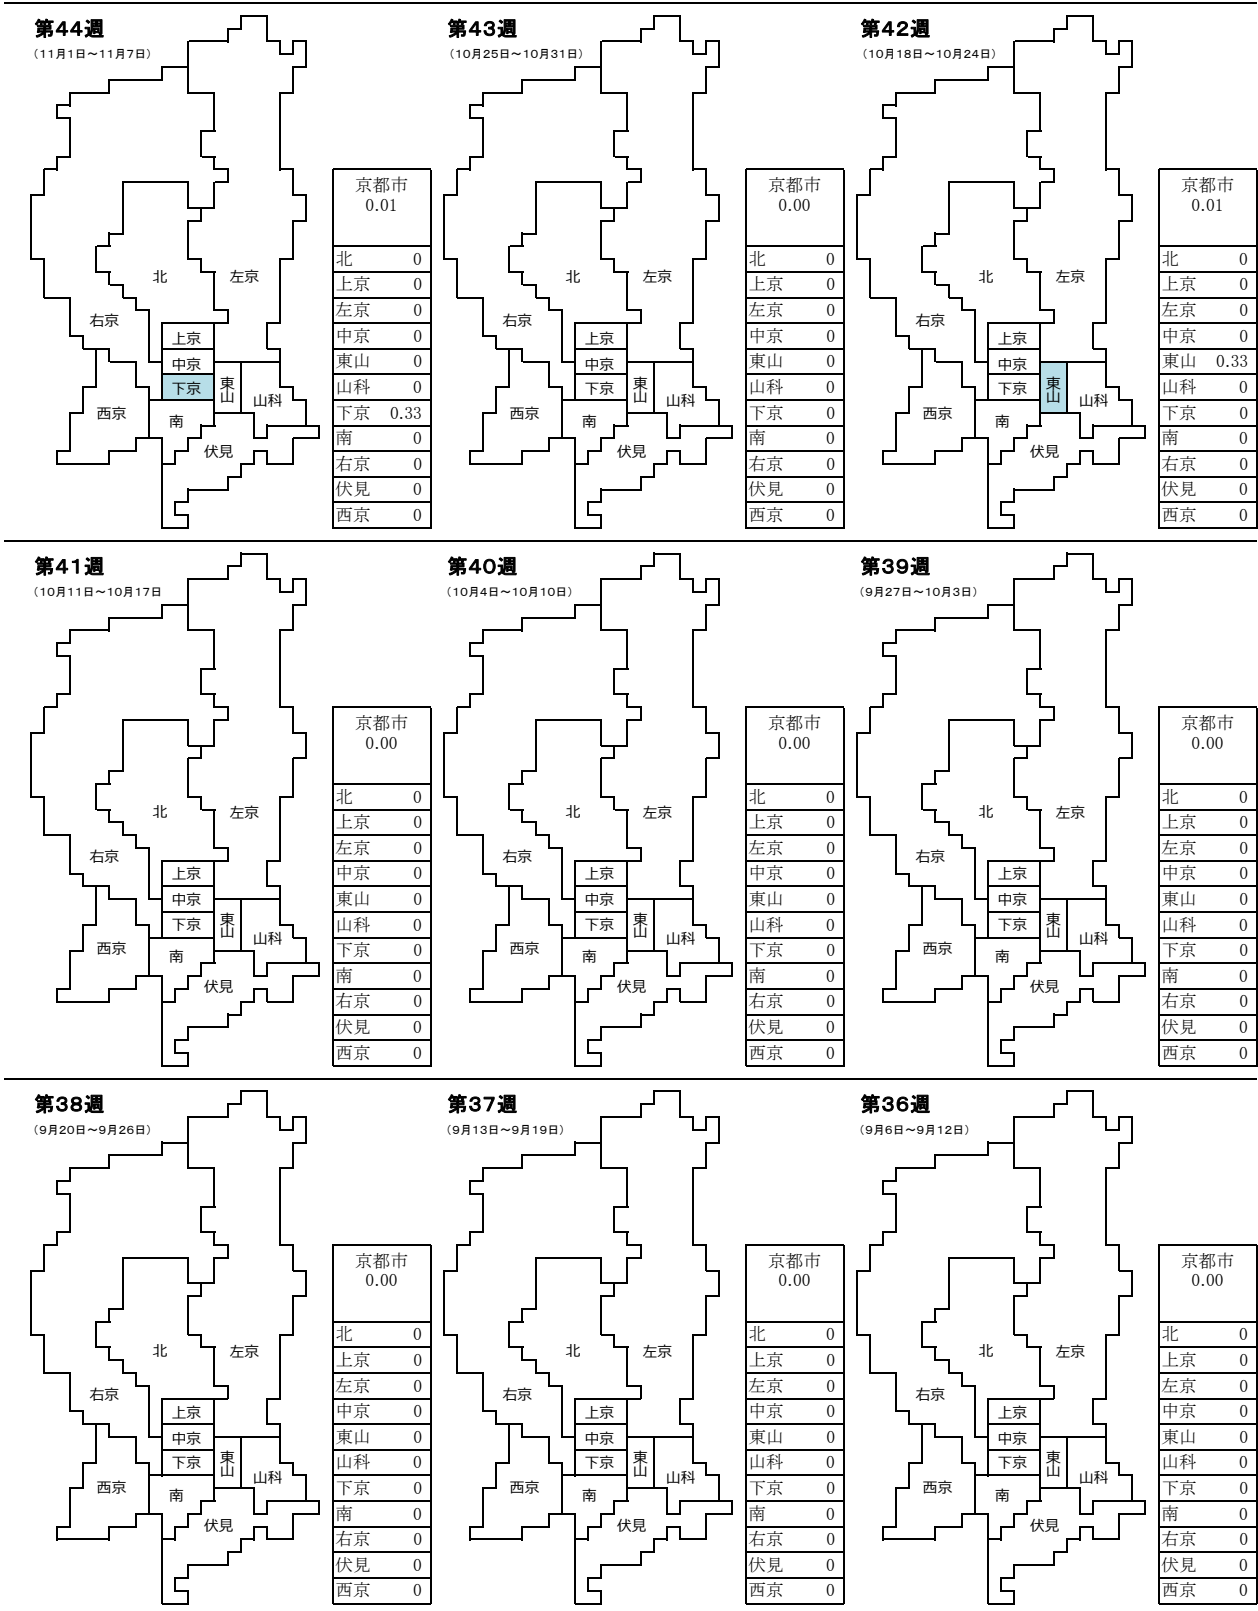 第44週
（11月1日～11月7日）
北
左京
右京
上京
中京
下京
東山
山科
西京
南
伏見
京都市
0.01
北 0
上京 0
左京 0
中京 0
東山 0
山科 0
下京 0.33
南 0
右京 0
伏見 0
西京 0
第43週
（10月25日～10月31日）
北
左京
右京
上京
中京
下京
東山
山科
西京
南
伏見
京都市
0.00
北 0
上京 0
左京 0
中京 0
東山 0
山科 0
下京 0
南 0
右京 0
伏見 0
西京 0
第42週
（10月18日～10月24日）
北
左京
右京
上京
中京
下京
東山
山科
西京
南
伏見
京都市
0.01
北 0
上京 0
左京 0
中京 0
東山 0.33
山科 0
下京 0
南 0
右京 0
伏見 0
西京 0
第41週
（10月11日～10月17日
北
左京
右京
上京
中京
下京
東山
山科
西京
南
伏見
京都市
0.00
北 0
上京 0
左京 0
中京 0
東山 0
山科 0
下京 0
南 0
右京 0
伏見 0
西京 0
第40週
（10月4日～10月10日）
北
左京
右京
上京
中京
下京
東山
山科
西京
南
伏見
京都市
0.00
北 0
上京 0
左京 0
中京 0
東山 0
山科 0
下京 0
南 0
右京 0
伏見 0
西京 0
第39週
（9月27日～10月3日）
北
左京
右京
上京
中京
下京
東山
山科
西京
南
伏見
京都市
0.00
北 0
上京 0
左京 0
中京 0
東山 0
山科 0
下京 0
南 0
右京 0
伏見 0
西京 0
第38週
（9月20日～9月26日）
北
左京
右京
上京
中京
下京
東山
山科
西京
南
伏見
京都市
0.00
北 0
上京 0
左京 0
中京 0
東山 0
山科 0
下京 0
南 0
右京 0
伏見 0
西京 0
第37週
（9月13日～9月19日）
北
左京
右京
上京
中京
下京
東山
山科
西京
南
伏見
京都市
0.00
北 0
上京 0
左京 0
中京 0
東山 0
山科 0
下京 0
南 0
右京 0
伏見 0
西京 0
第36週
（9月6日～9月12日）
北
左京
右京
上京
中京
下京
東山
山科
西京
南
伏見
京都市
0.00
北 0
上京 0
左京 0
中京 0
東山 0
山科 0
下京 0
南 0
右京 0
伏見 0
西京 0